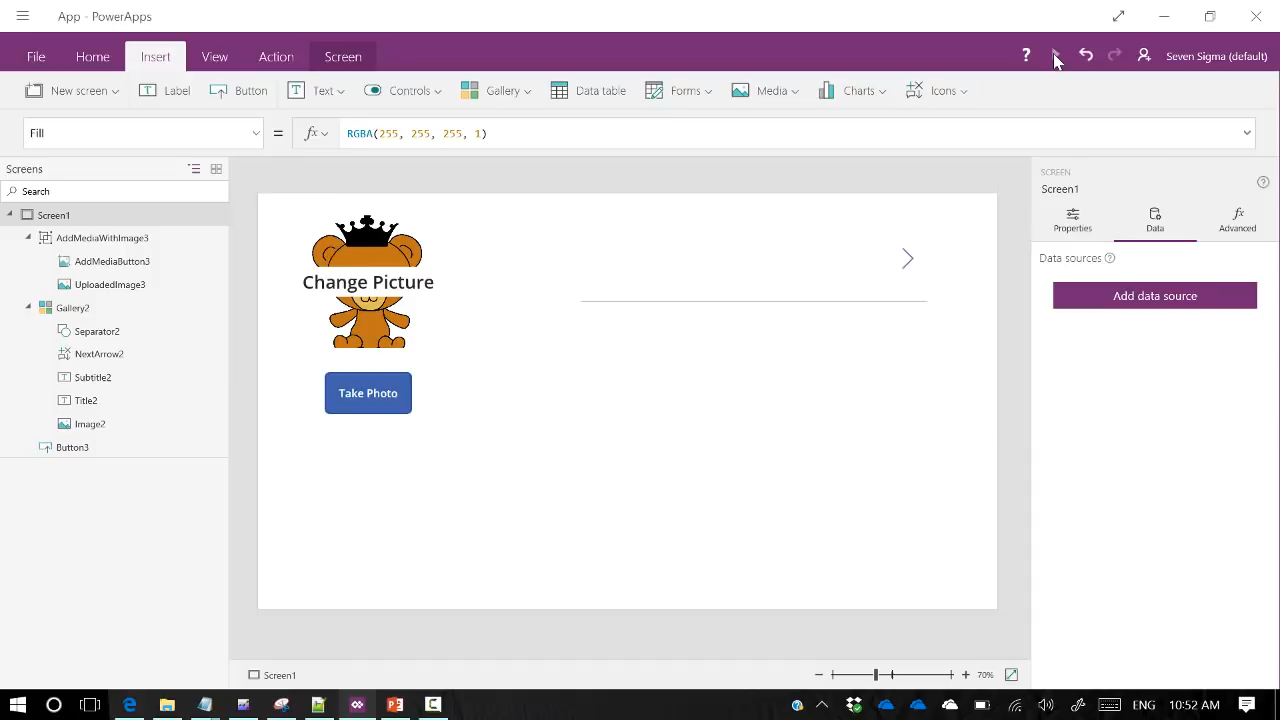 App - PowerApps
File Home Insert View Action Screen ? Seven Sigma (default)
New screen Label Button Text Controls Gallery Data table Forms Media Charts Icons
Fill = fx RGBA(255, 255, 255, 1)
Screens
Search
Screen1
AddMediaWithImage3
AddMediaButton3
UploadedImage3
Gallery2
Separator2
NextArrow2
Subtitle2
Title2
Image2
Button3
Change Picture
Take Photo
SCREEN
Screen1
Properties Data Advanced
Data sources
Add data source
Screen1 70%
ENG 10:52 AM